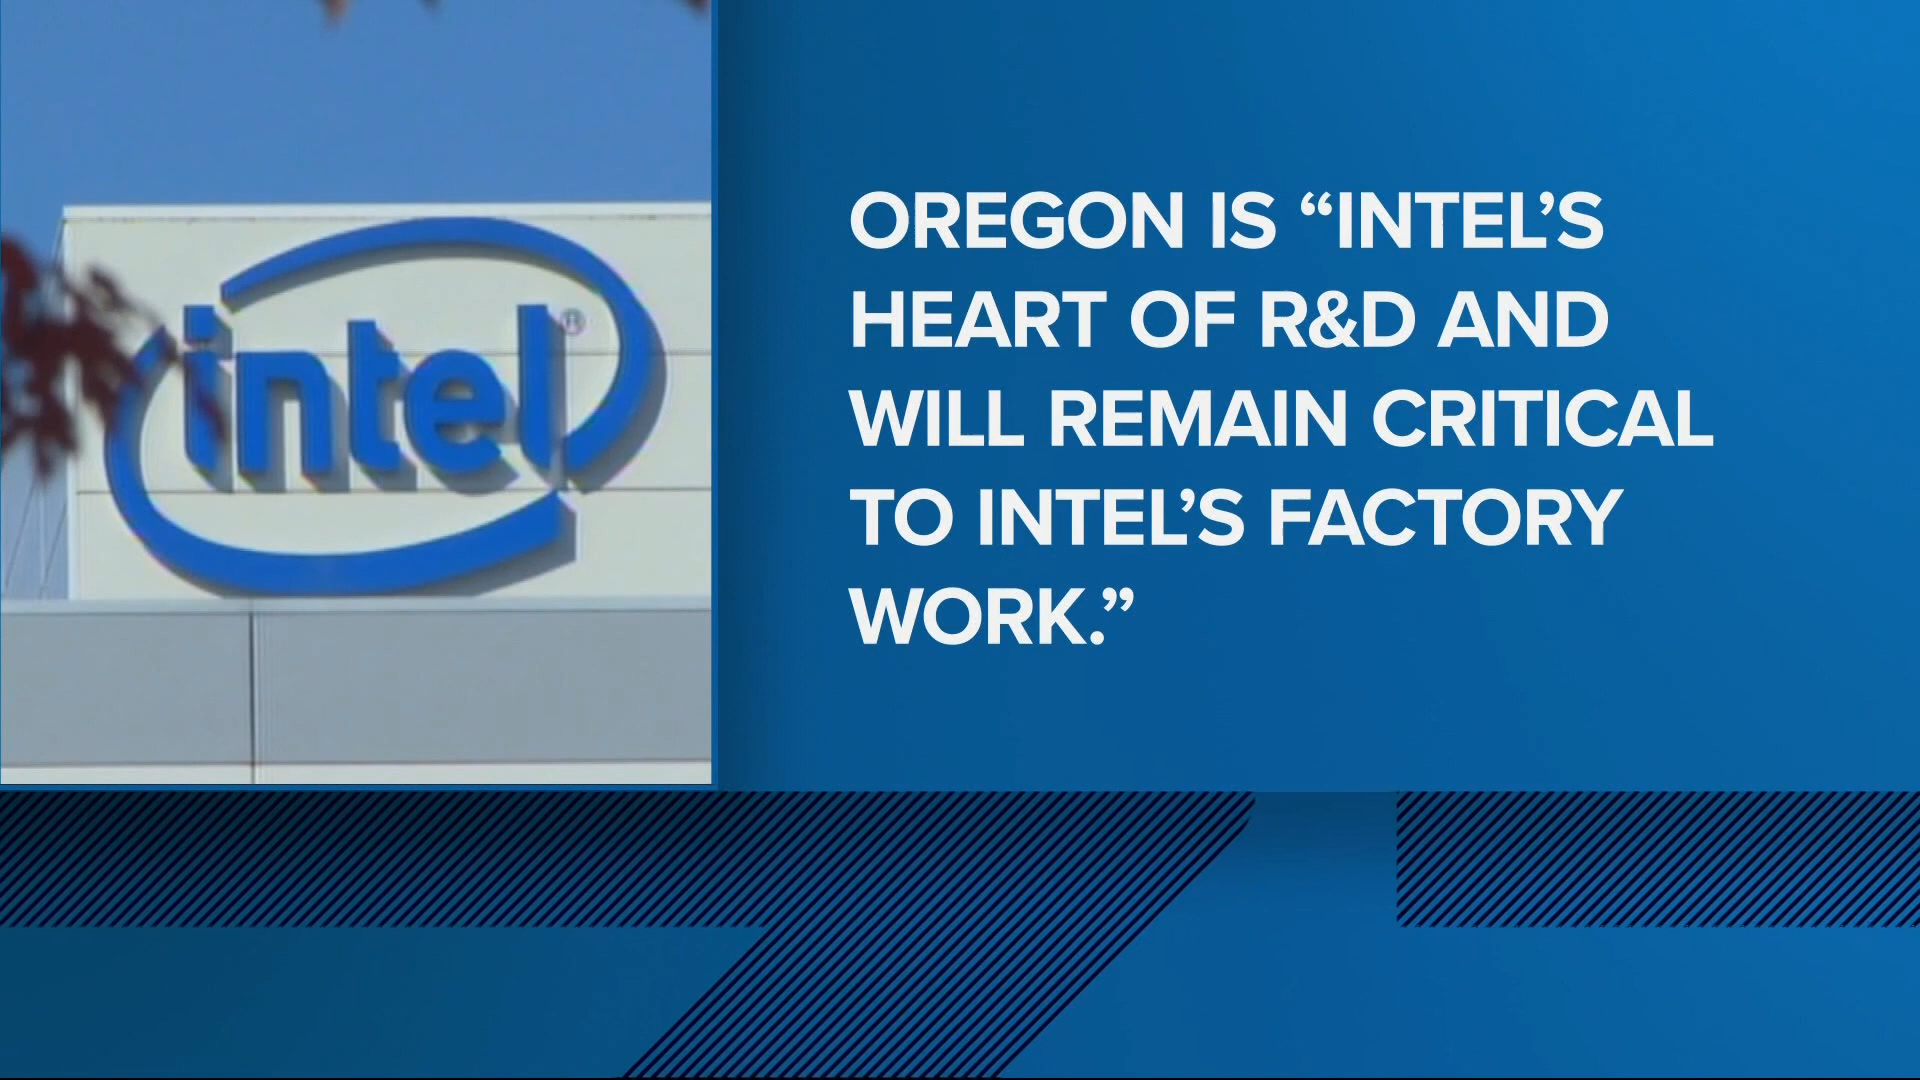 intel®
OREGON IS “INTEL’S
HEART OF R&D AND
WILL REMAIN CRITICAL
TO INTEL’S FACTORY
WORK.”